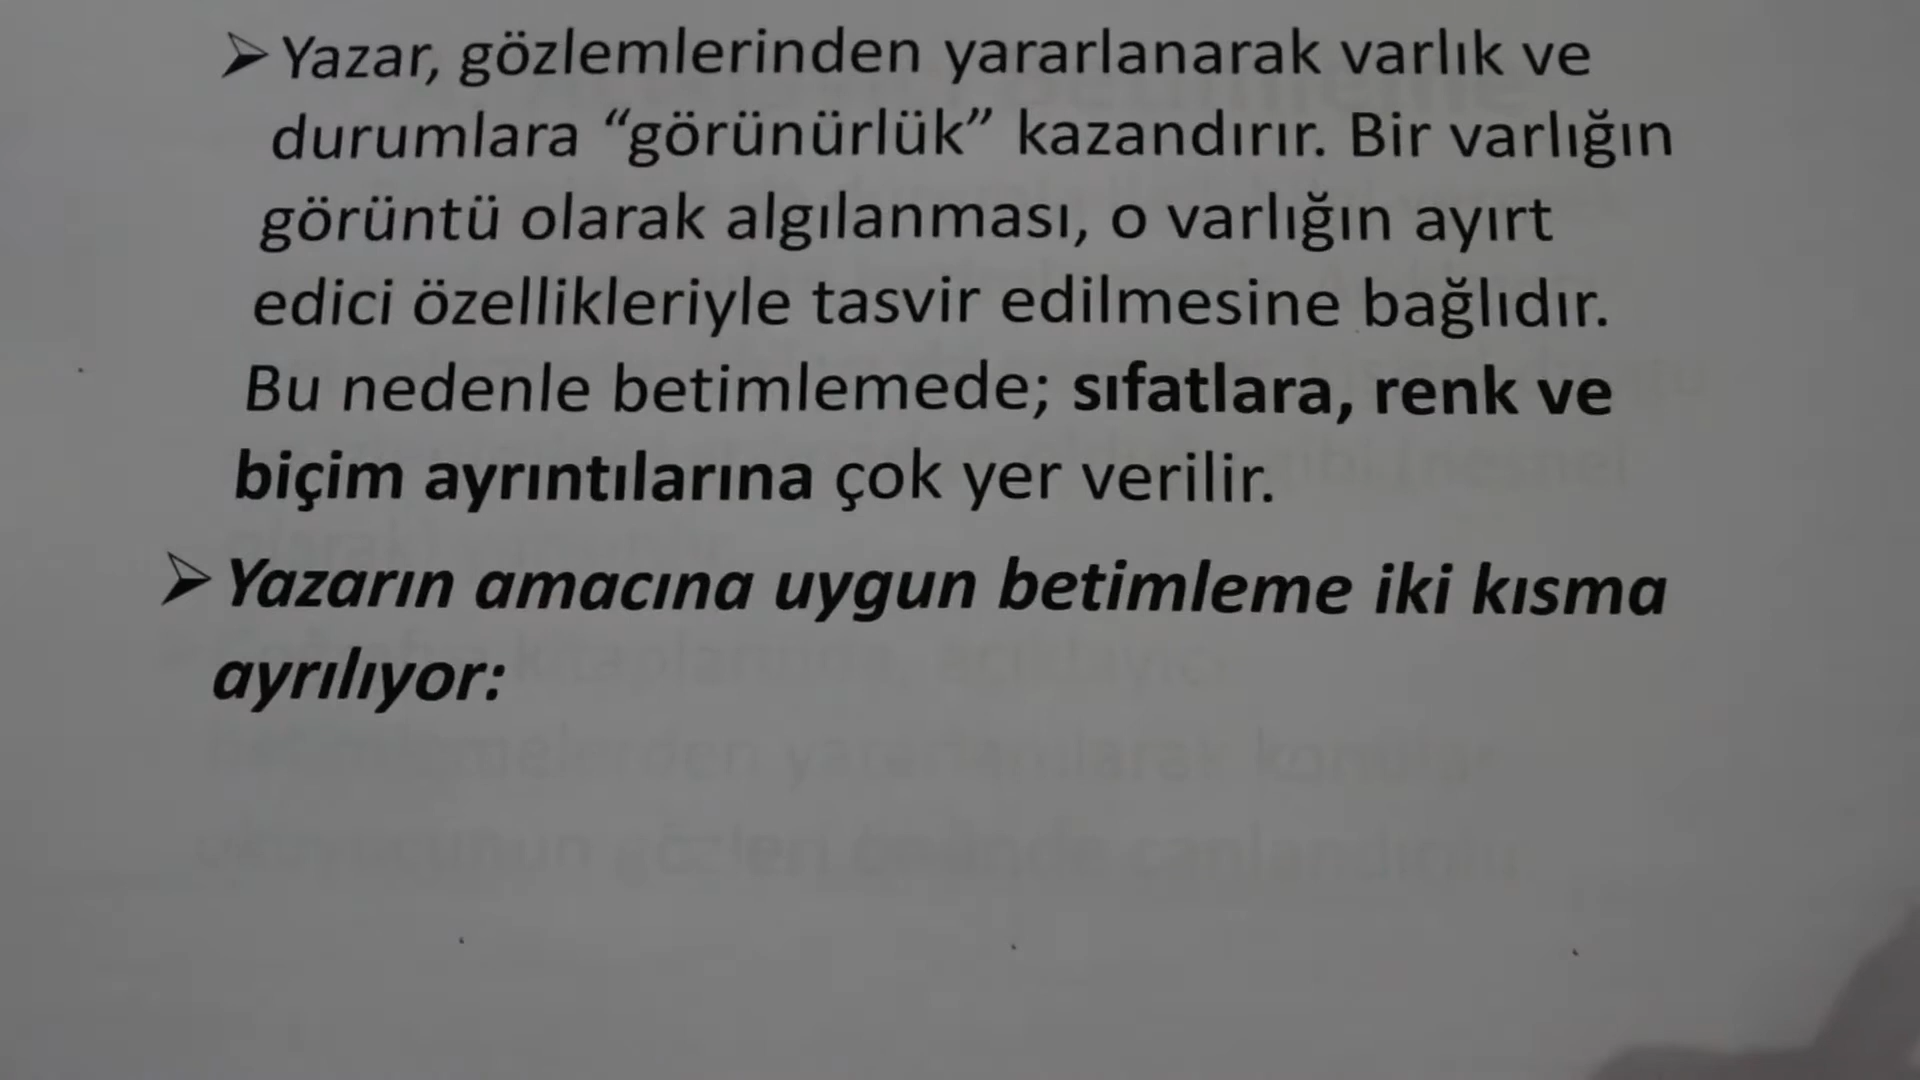 ➢ Yazar, gözlemlerinden yararlanarak varlık ve
durumlara “görünürlük” kazandırır. Bir varlığın
görüntü olarak algılanması, o varlığın ayırt
edici özellikleriyle tasvir edilmesine bağlıdır.
Bu nedenle betimlemede; sıfatlara, renk ve
biçim ayrıntılarına çok yer verilir.
➢ Yazarın amacına uygun betimleme iki kısma
ayrılıyor: